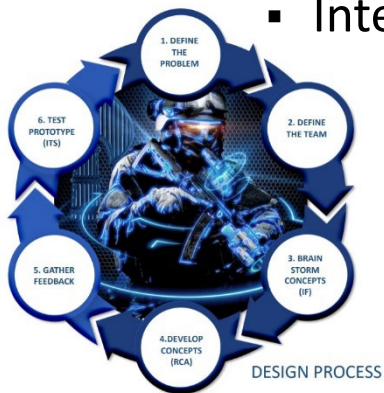 ▪ Inte
1. DEFINE
THE
PROBLEM
2. DEFINE
THE TEAM
3. BRAIN
STORM
CONCEPTS
(IF)
4.DEVELOP
CONCEPTS
(RCA)
5. GATHER
FEEDBACK
6. TEST
PROTOTYPE
(ITS)
DESIGN PROCESS